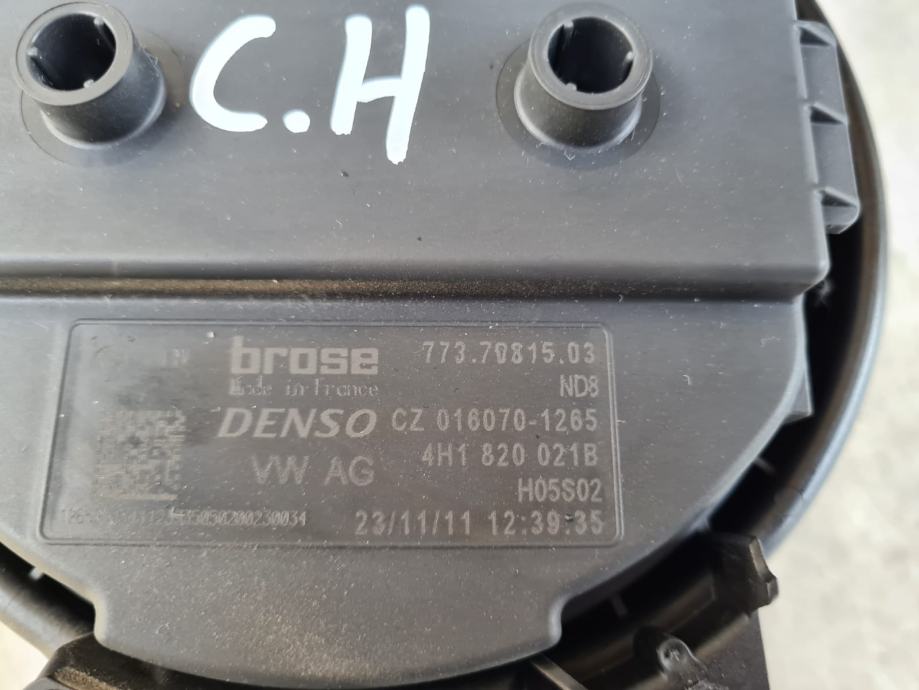 C.H
brose 773.70815.03
Made in France ND8
DENSO CZ 016070-1265
4H1 820 021B
VW AG
H05S02
23/11/11 12:39:35